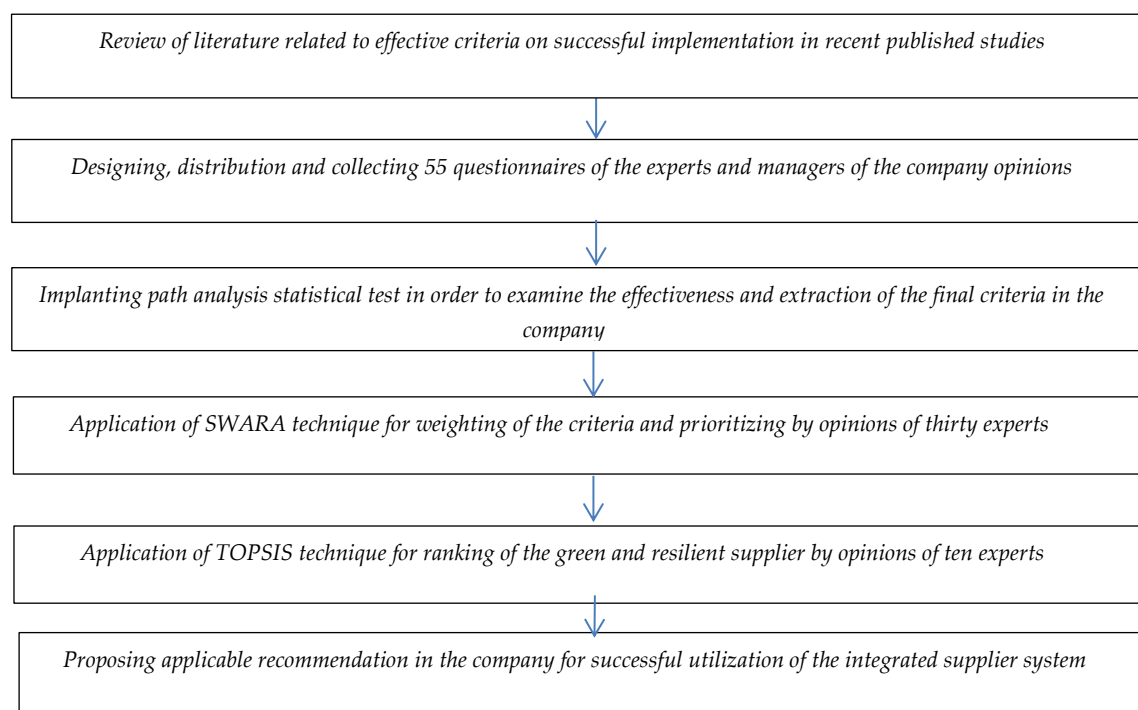 Review of literature related to effective criteria on successful implementation in recent published studies
Designing, distribution and collecting 55 questionnaires of the experts and managers of the company opinions
Implanting path analysis statistical test in order to examine the effectiveness and extraction of the final criteria in the
company
Application of SWARA technique for weighting of the criteria and prioritizing by opinions of thirty experts
Application of TOPSIS technique for ranking of the green and resilient supplier by opinions of ten experts
Proposing applicable recommendation in the company for successful utilization of the integrated supplier system